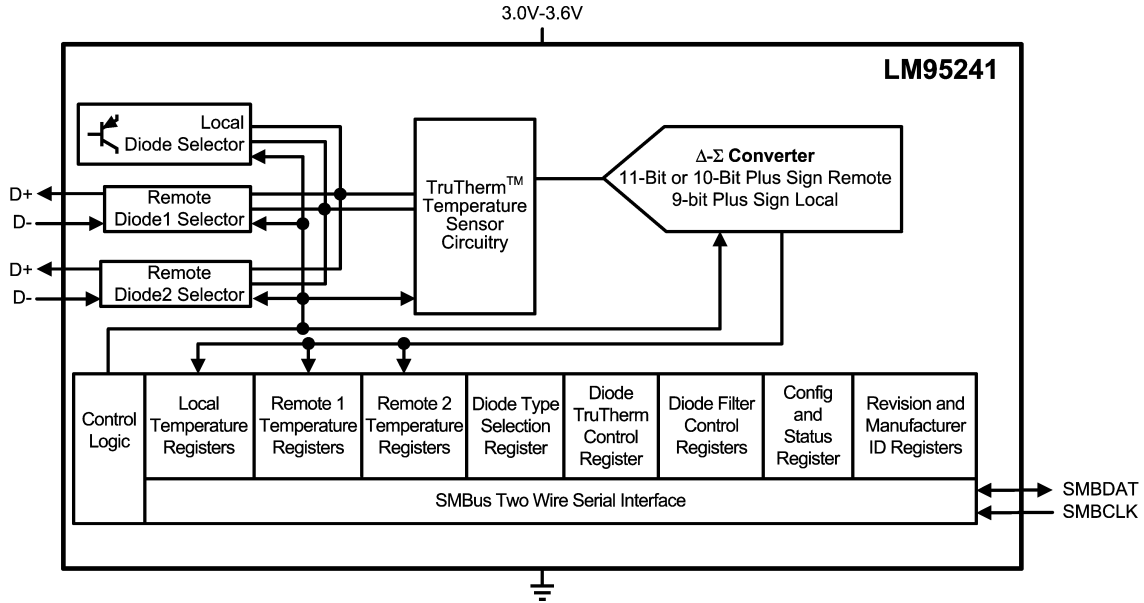 3.0V-3.6V
LM95241
Local
Diode Selector
D+
D-
Remote
Diode1 Selector
D+
D-
Remote
Diode2 Selector
TruTherm™
Temperature
Sensor
Circuitry
Δ-Σ Converter
11-Bit or 10-Bit Plus Sign Remote
9-bit Plus Sign Local
Control
Logic
Local
Temperature
Registers
Remote 1
Temperature
Registers
Remote 2
Temperature
Registers
Diode Type
Selection
Register
Diode
TruTherm
Control
Register
Diode Filter
Control
Registers
Config
and
Status
Register
Revision and
Manufacturer
ID Registers
SMBus Two Wire Serial Interface
SMBDAT
SMBCLK